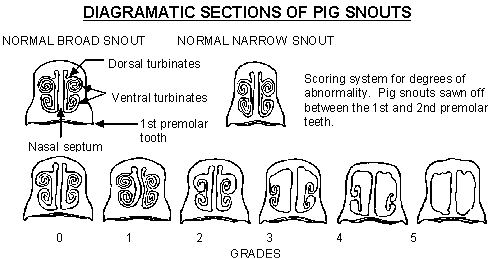 DIAGRAMATIC SECTIONS OF PIG SNOUTS
NORMAL BROAD SNOUT
NORMAL NARROW SNOUT
Dorsal turbinates
Ventral turbinates
1st premolar
tooth
Nasal septum
Scoring system for degrees of
abnormality. Pig snouts sawn off
between the 1st and 2nd premolar
teeth.
0 1 2 3 4 5
GRADES